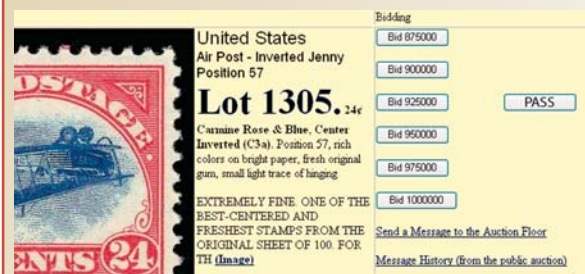 Bidding
United States
Air Post - Inverted Jenny
Position 57
Lot 1305. 24¢
Carmine Rose & Blue, Center
Inverted (C3a). Position 57, rich
colors on bright paper, fresh original
gum, small light trace of hinging
EXTREMELY FINE. ONE OF THE
BEST-CENTERED AND
FRESHEST STAMPS FROM THE
ORIGINAL SHEET OF 100. FOR
TH (Image)
Bid 875000
Bid 900000
Bid 925000
PASS
Bid 950000
Bid 975000
Bid 1000000
Send a Message to the Auction Floor
Message History (from the public auction)
POSTAGE
CENTS 24